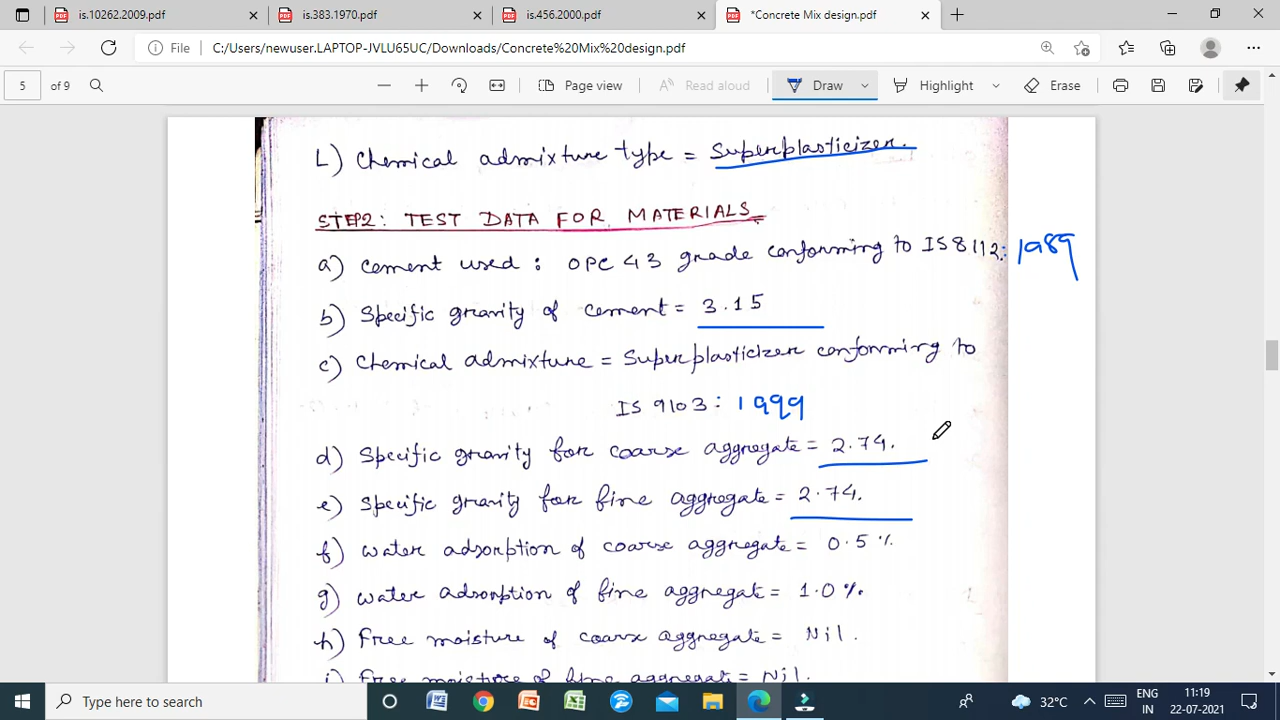 is.10262.2009.pdf
is.383.1970.pdf
is.456.2000.pdf
*Concrete Mix design.pdf
File
C:/Users/newuser.LAPTOP-JVLU65UC/Downloads/Concrete%20Mix%20design.pdf
5 of 9
Page view
Read aloud
Draw
Highlight
Erase
L) Chemical admixture type = Superplasticizer.
STEP2: TEST DATA FOR MATERIALS
a) Cement used : OPC 43 grade conforming to IS 8112: 1989
b) Specific gravity of cement = 3.15
c) Chemical admixture = Superplasticizer conforming to
IS 9103: 1999
d) Specific gravity for coarse aggregate = 2.74.
e) Specific gravity for fine aggregate = 2.74.
f) water adsorption of coarse aggregate = 0.5 %
g) water adsorption of fine aggregate = 1.0 %.
h) Free moisture of coarse aggregate = Nil.
i) Free moisture of fine aggregate = Nil.
Type here to search
32°C
ENG
IN
11:19
22-07-2021